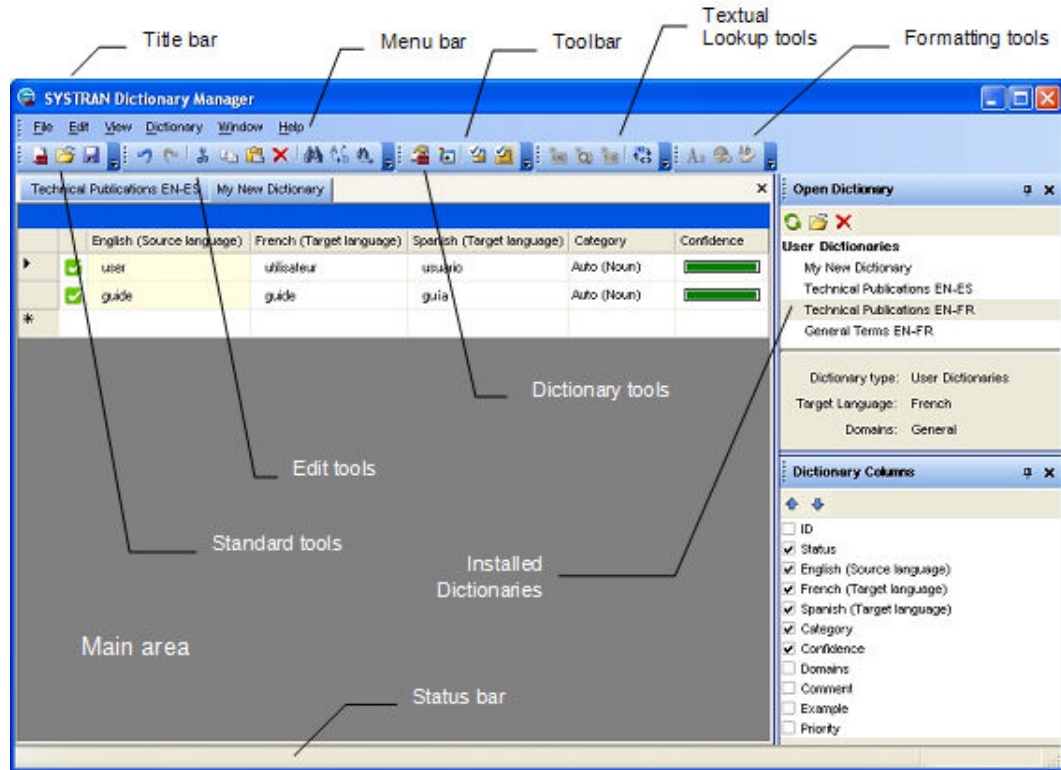 Title bar
Menu bar
Toolbar
Textual
Lookup tools
Formatting tools
SYSTRAN Dictionary Manager
File Edit View Dictionary Window Help
Technical Publications EN-ES My New Dictionary
English (Source language) French (Target language) Spanish (Target language) Category Confidence
user utilisateur usuario Auto (Noun)
guide guide guía Auto (Noun)
Dictionary tools
Edit tools
Standard tools
Installed
Dictionaries
Main area
Status bar
Open Dictionary
User Dictionaries
My New Dictionary
Technical Publications EN-ES
Technical Publications EN-FR
General Terms EN-FR
Dictionary type: User Dictionaries
Target Language: French
Domains: General
Dictionary Columns
ID
Status
English (Source language)
French (Target language)
Spanish (Target language)
Category
Confidence
Domains
Comment
Example
Priority